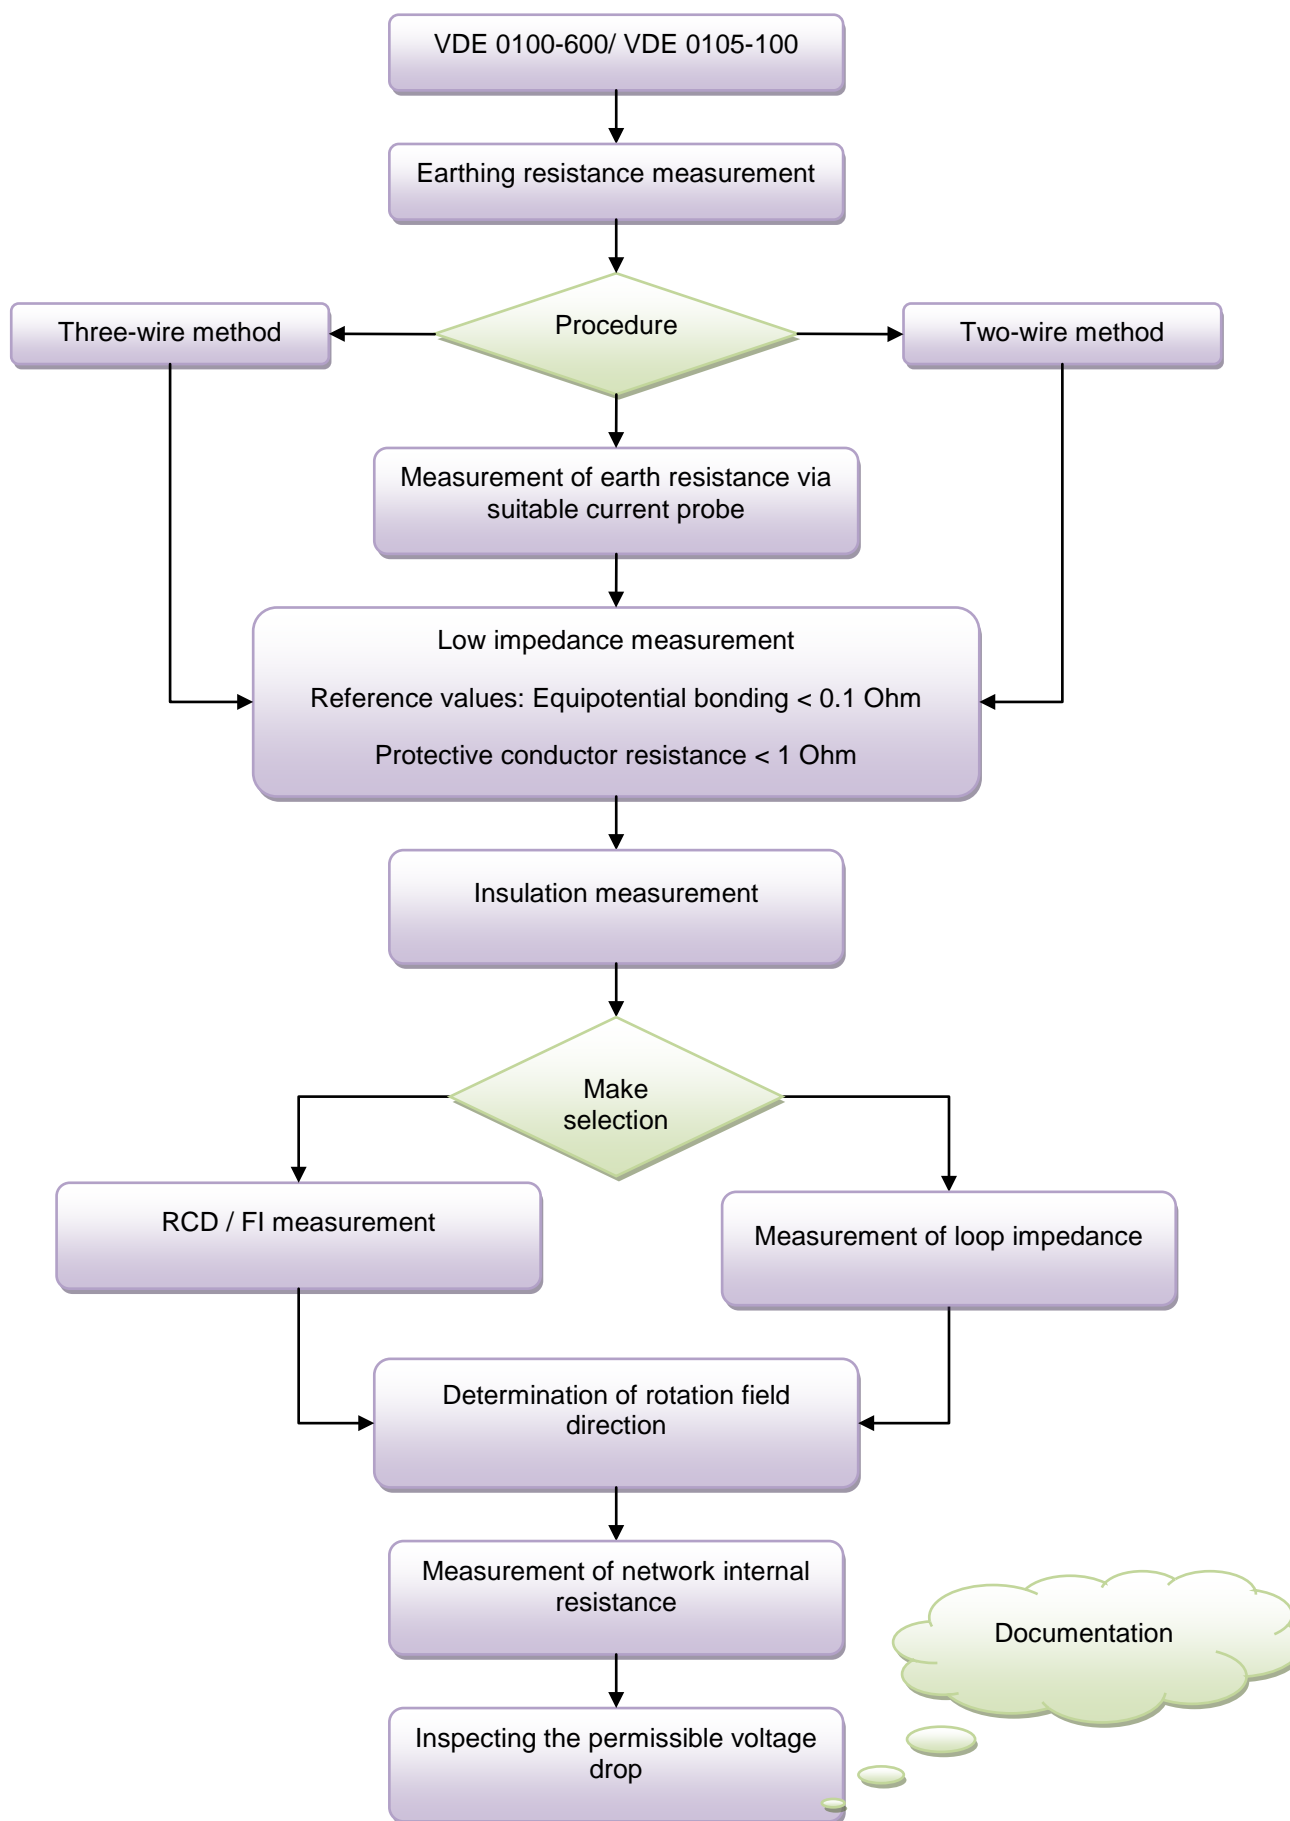 VDE 0100-600/ VDE 0105-100
Earthing resistance measurement
Procedure
Three-wire method
Two-wire method
Measurement of earth resistance via
suitable current probe
Low impedance measurement
Reference values: Equipotential bonding < 0.1 Ohm
Protective conductor resistance < 1 Ohm
Insulation measurement
Make
selection
RCD / FI measurement
Measurement of loop impedance
Determination of rotation field
direction
Measurement of network internal
resistance
Documentation
Inspecting the permissible voltage
drop